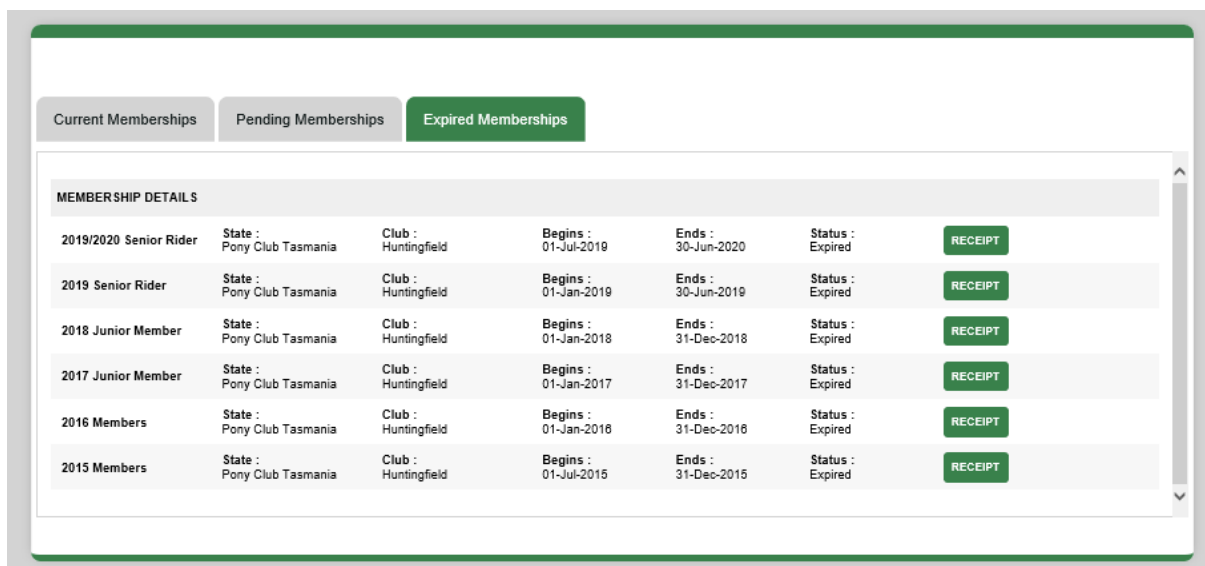 Current Memberships Pending Memberships Expired Memberships
MEMBERSHIP DETAILS
2019/2020 Senior Rider State : Club : Begins : Ends : Status : RECEIPT
Pony Club Tasmania Huntingfield 01-Jul-2019 30-Jun-2020 Expired
2019 Senior Rider State : Club : Begins : Ends : Status : RECEIPT
Pony Club Tasmania Huntingfield 01-Jan-2019 30-Jun-2019 Expired
2018 Junior Member State : Club : Begins : Ends : Status : RECEIPT
Pony Club Tasmania Huntingfield 01-Jan-2018 31-Dec-2018 Expired
2017 Junior Member State : Club : Begins : Ends : Status : RECEIPT
Pony Club Tasmania Huntingfield 01-Jan-2017 31-Dec-2017 Expired
2016 Members State : Club : Begins : Ends : Status : RECEIPT
Pony Club Tasmania Huntingfield 01-Jan-2016 31-Dec-2016 Expired
2015 Members State : Club : Begins : Ends : Status : RECEIPT
Pony Club Tasmania Huntingfield 01-Jul-2015 31-Dec-2015 Expired